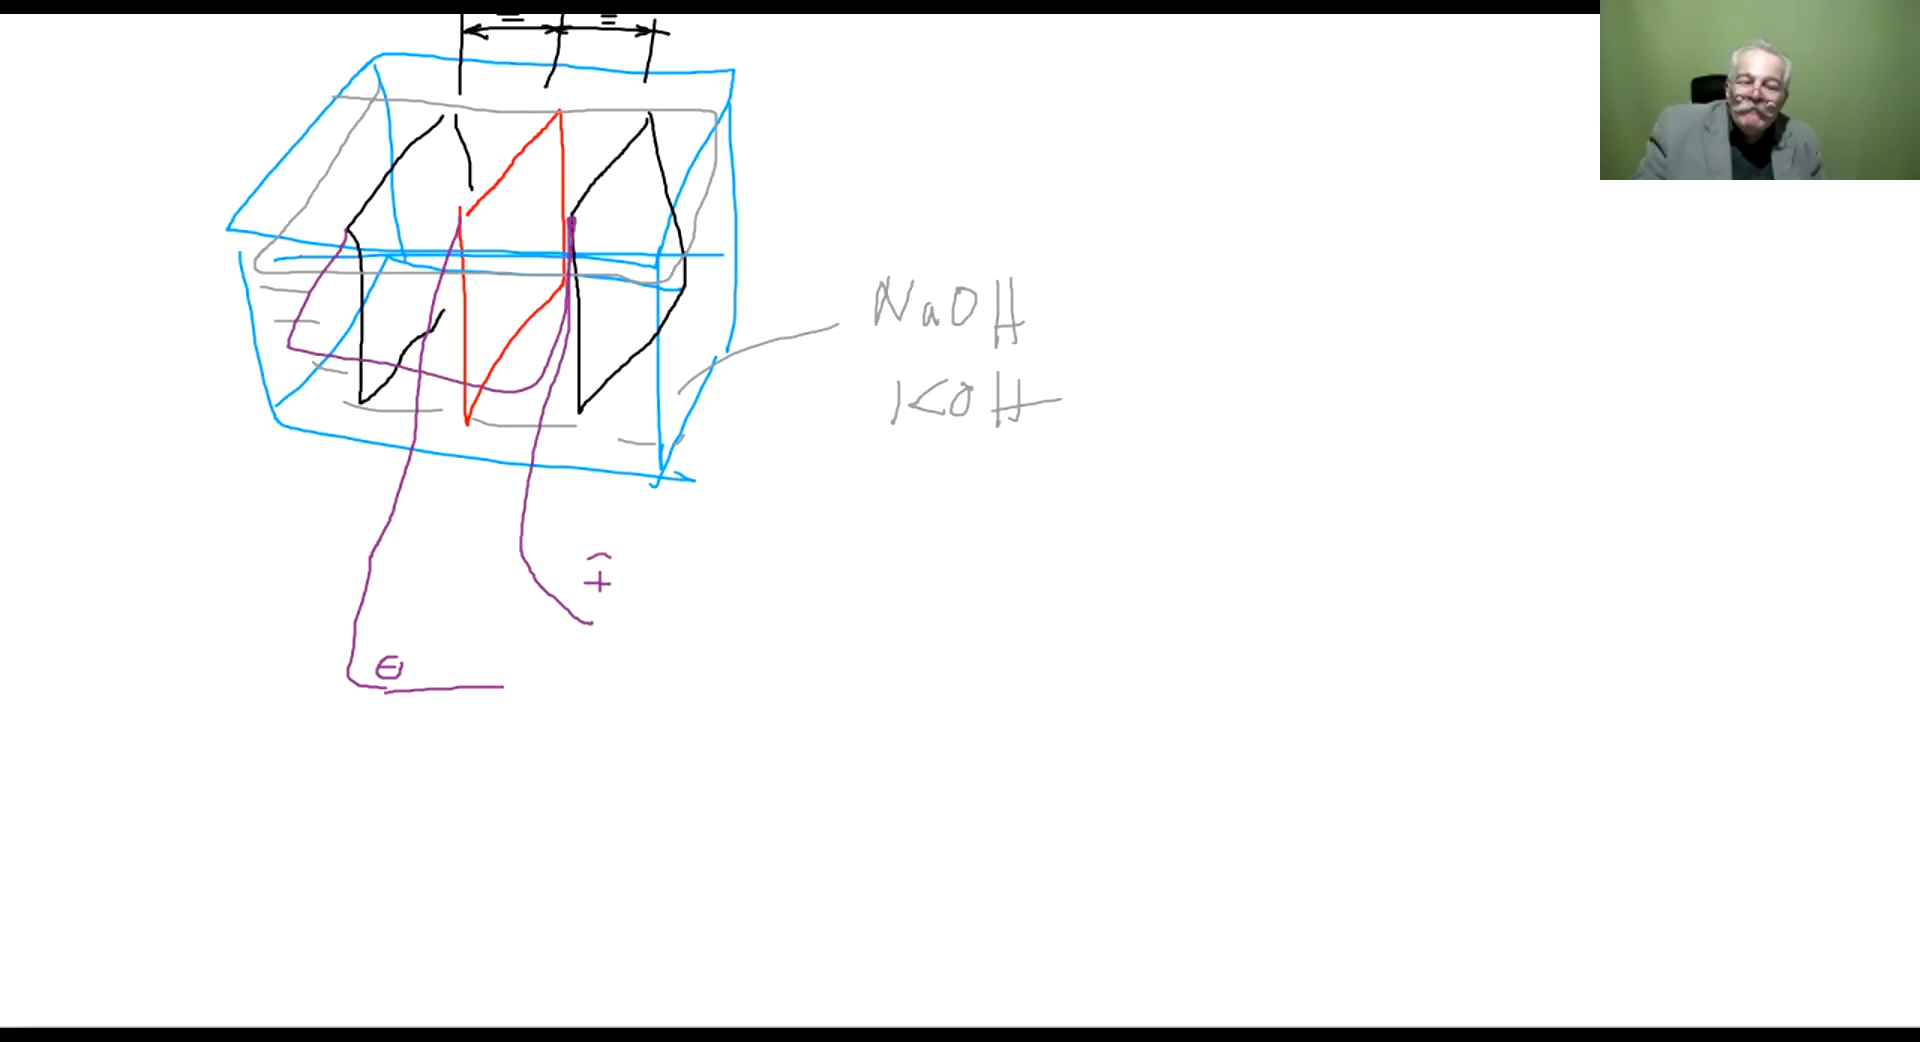 =
=
NaOH
KOH
+
⊖